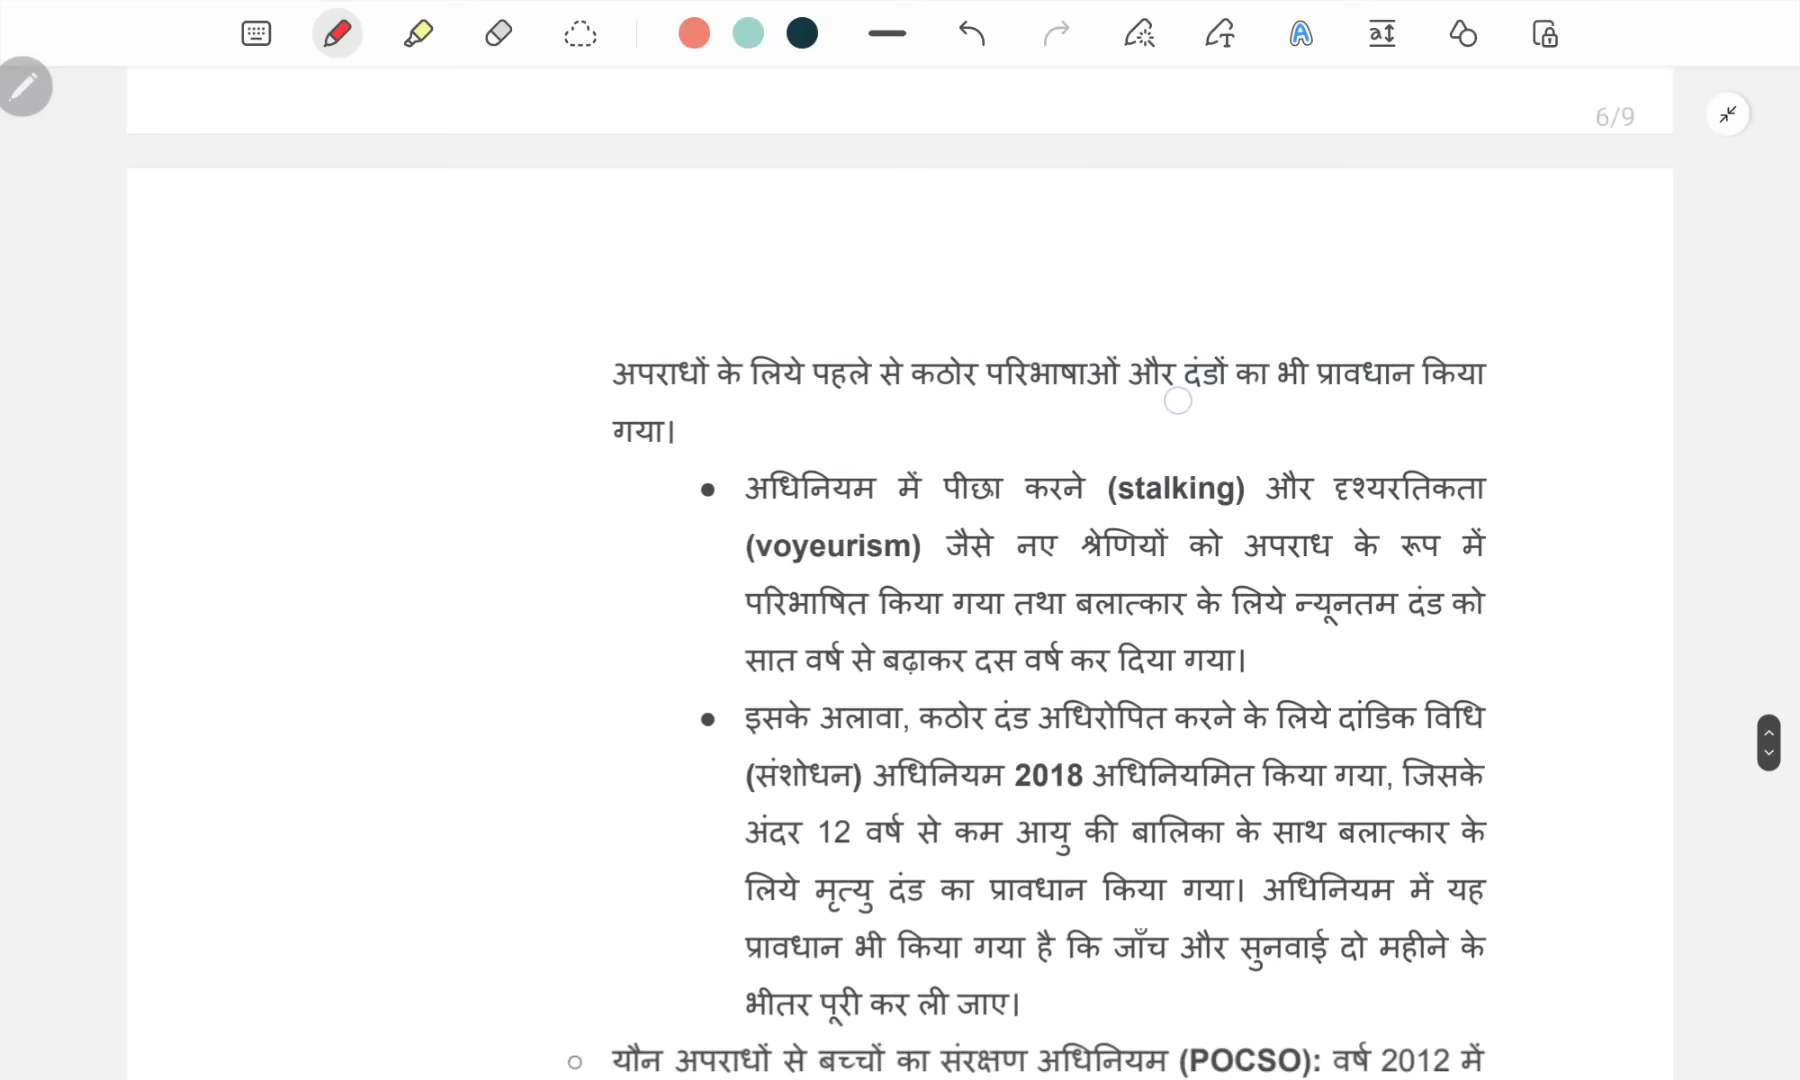 6/9
अपराधों के लिये पहले से कठोर परिभाषाओं और दंडों का भी प्रावधान किया
गया।
● अधिनियम में पीछा करने (stalking) और दृश्यरतिकता
(voyeurism) जैसे नए श्रेणियों को अपराध के रूप में
परिभाषित किया गया तथा बलात्कार के लिये न्यूनतम दंड को
सात वर्ष से बढ़ाकर दस वर्ष कर दिया गया।
● इसके अलावा, कठोर दंड अधिरोपित करने के लिये दांडिक विधि
(संशोधन) अधिनियम 2018 अधिनियमित किया गया, जिसके
अंदर 12 वर्ष से कम आयु की बालिका के साथ बलात्कार के
लिये मृत्यु दंड का प्रावधान किया गया। अधिनियम में यह
प्रावधान भी किया गया है कि जाँच और सुनवाई दो महीने के
भीतर पूरी कर ली जाए।
○ यौन अपराधों से बच्चों का संरक्षण अधिनियम (POCSO): वर्ष 2012 में